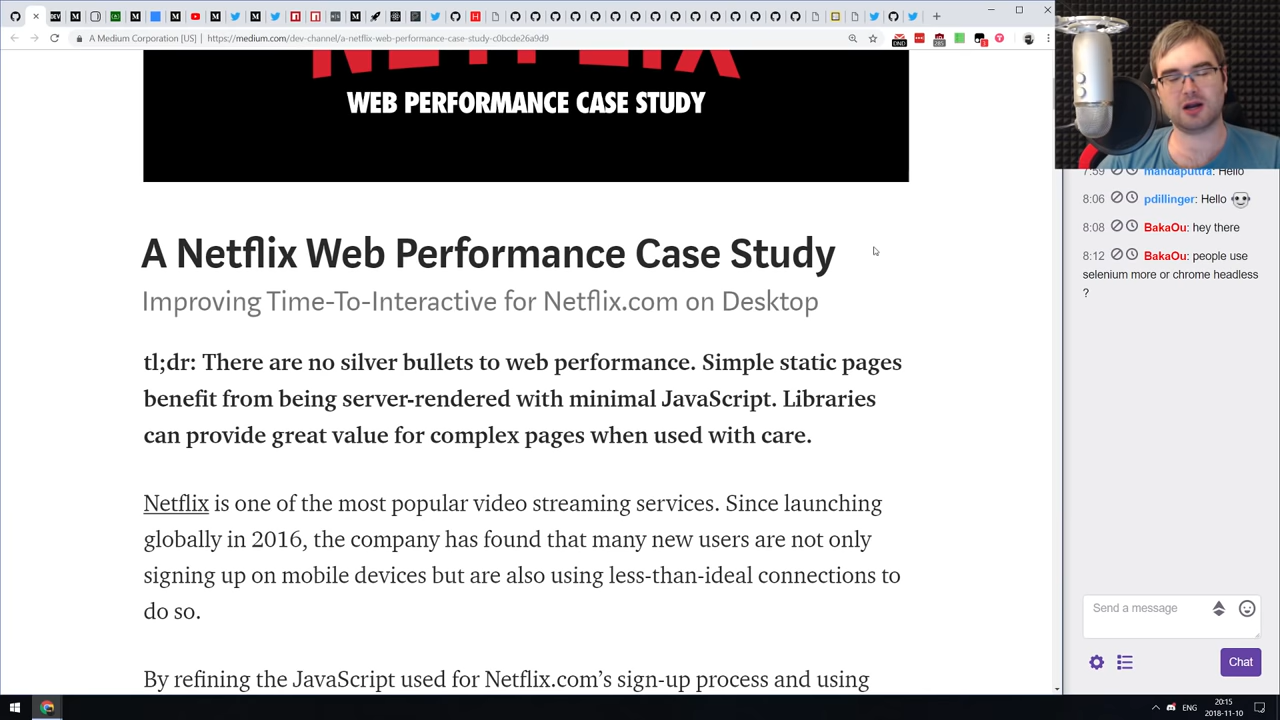 A Medium Corporation [US] | https://medium.com/dev-channel/a-netflix-web-performance-case-study-c0bcde26a9d9
NETFLIX
WEB PERFORMANCE CASE STUDY
A Netflix Web Performance Case Study
Improving Time-To-Interactive for Netflix.com on Desktop
tl;dr: There are no silver bullets to web performance. Simple static pages
benefit from being server-rendered with minimal JavaScript. Libraries
can provide great value for complex pages when used with care.
Netflix is one of the most popular video streaming services. Since launching
globally in 2016, the company has found that many new users are not only
signing up on mobile devices but are also using less-than-ideal connections to
do so.
By refining the JavaScript used for Netflix.com’s sign-up process and using
7:59 mandaputtra: Hello
8:06 pdillinger: Hello
8:08 BakaOu: hey there
8:12 BakaOu: people use
selenium more or chrome headless
?
Send a message
Chat
ENG
20:15
2018-11-10